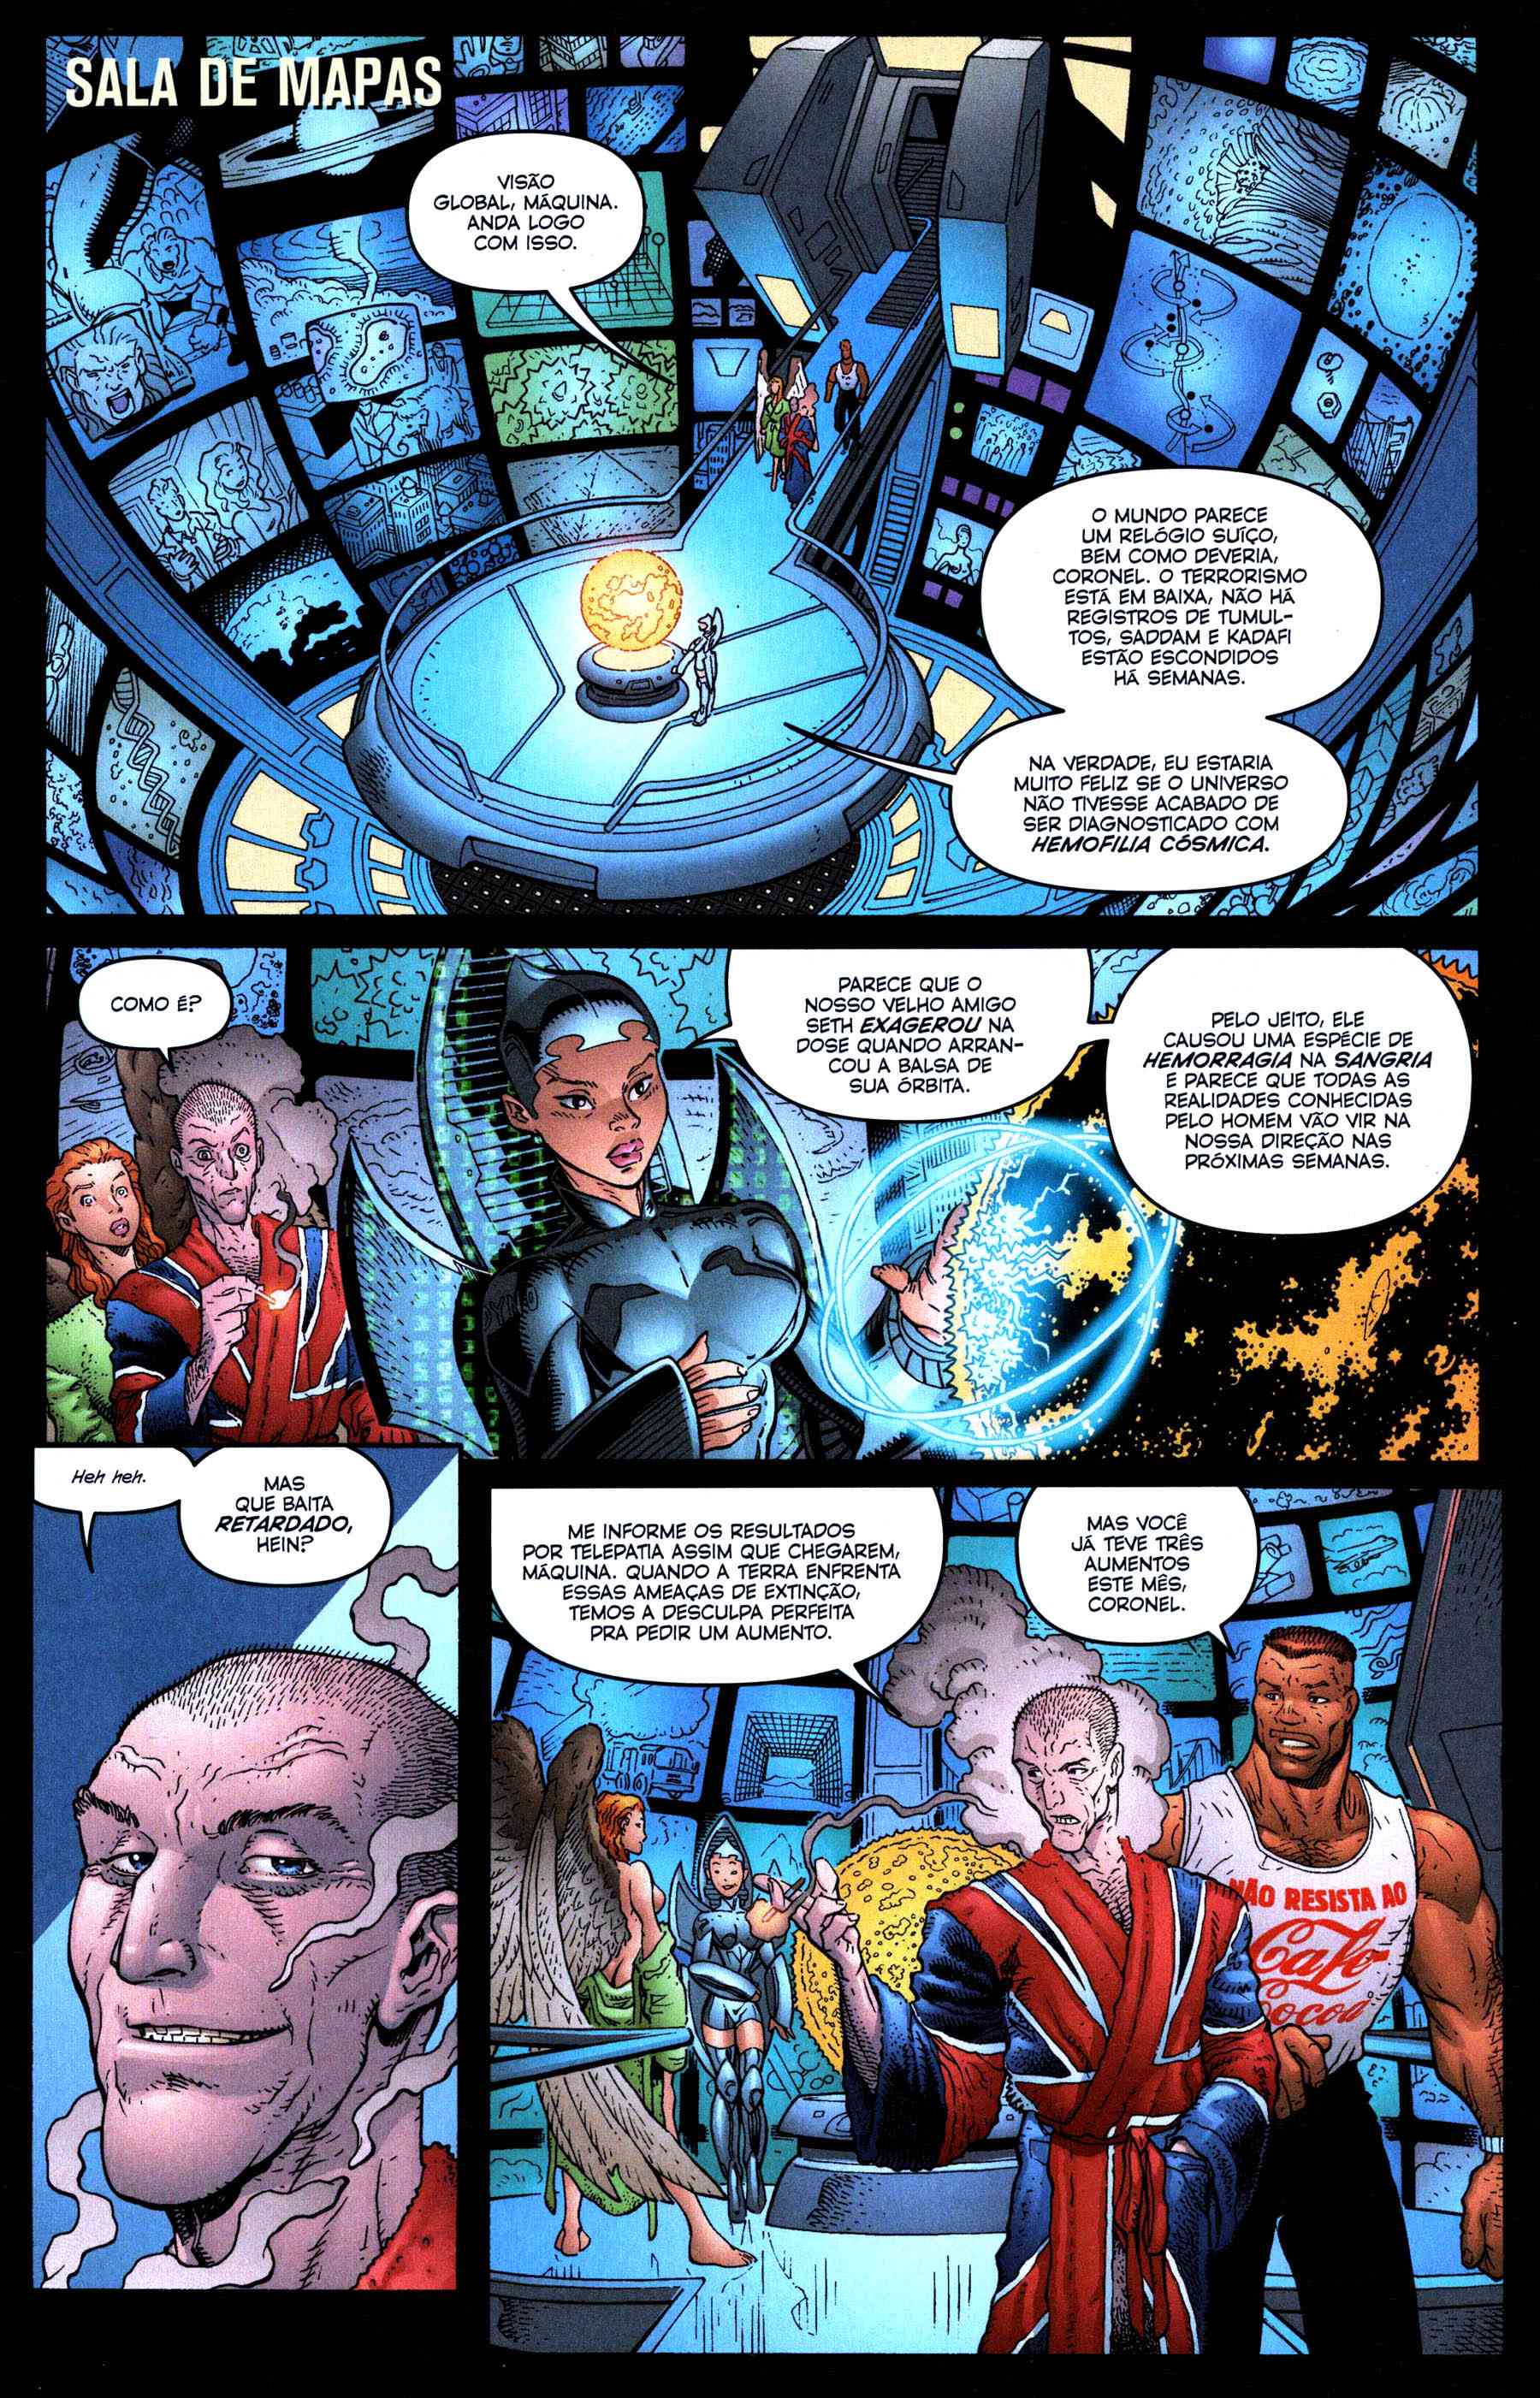 SALA DE MAPAS
VISÃO
GLOBAL, MÁQUINA.
ANDA LOGO
COM ISSO.
O MUNDO PARECE
UM RELÓGIO SUÍÇO,
BEM COMO DEVERIA,
CORONEL. O TERRORISMO
ESTÁ EM BAIXA, NÃO HÁ
REGISTROS DE TUMUL-
TOS, SADDAM E KADAFI
ESTÃO ESCONDIDOS
HÁ SEMANAS.
NA VERDADE, EU ESTARIA
MUITO FELIZ SE O UNIVERSO
NÃO TIVESSE ACABADO DE
SER DIAGNOSTICADO COM
HEMOFILIA CÓSMICA.
COMO É?
PARECE QUE O
NOSSO VELHO AMIGO
SETH EXAGEROU NA
DOSE QUANDO ARRAN-
COU A BALSA DE
SUA ÓRBITA.
PELO JEITO, ELE
CAUSOU UMA ESPÉCIE DE
HEMORRAGIA NA SANGRIA
E PARECE QUE TODAS AS
REALIDADES CONHECIDAS
PELO HOMEM VÃO VIR NA
NOSSA DIREÇÃO NAS
PRÓXIMAS SEMANAS.
Heh heh.
MAS
QUE BAITA
RETARDADO,
HEIN?
ME INFORME OS RESULTADOS
POR TELEPATIA ASSIM QUE CHEGAREM,
MÁQUINA. QUANDO A TERRA ENFRENTA
ESSAS AMEAÇAS DE EXTINÇÃO,
TEMOS A DESCULPA PERFEITA
PRA PEDIR UM AUMENTO.
MAS VOCÊ
JÁ TEVE TRÊS
AUMENTOS
ESTE MÊS,
CORONEL.
NÃO RESISTA AO
Cafe
Cocoa